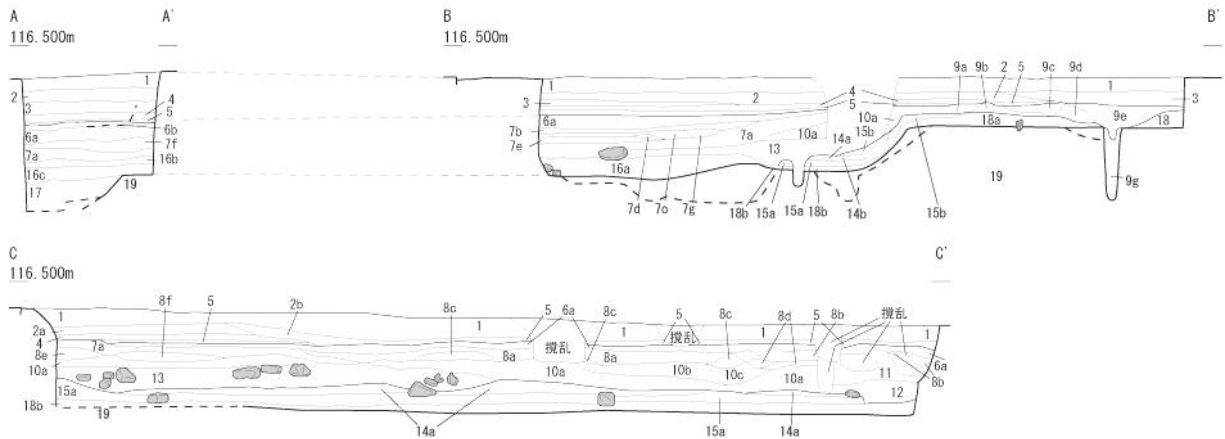 A A' B B'
116.500m 116.500m
1 1 9a 9b 2 5 9c 9d 1
2 3 4 3 2 4 3
5 5
6a 6b 6a 10a 9e 18
7f 7b 7a 10a 15b 18a
7a 16b 7e 13 14a
16c 16a
17 19 19 9g
7d 7o 7g 18b 15a 15a 18b 14b 15b
C C'
116.500m
8f 5 2b 8c 5 6a 8c 5 8c 8d 5 8b 撹乱
1 1 1 撹乱 1 1
2a
4 7a 撹乱
8e 8a 8a 6a
10a 13 10a 10b 10c 10a 11 8b
15a 12
18b 19
14a 15a 14a